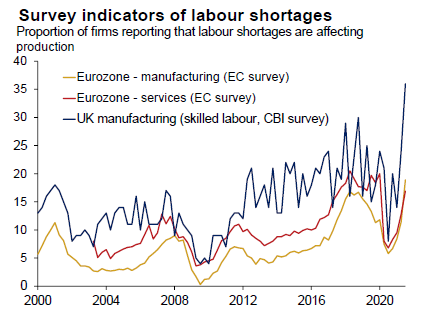 Survey indicators of labour shortages
Proportion of firms reporting that labour shortages are affecting
production
40
35
30
25
20
15
10
5
0
Eurozone - manufacturing (EC survey)
Eurozone - services (EC survey)
UK manufacturing (skilled labour, CBI survey)
2000 2004 2008 2012 2016 2020